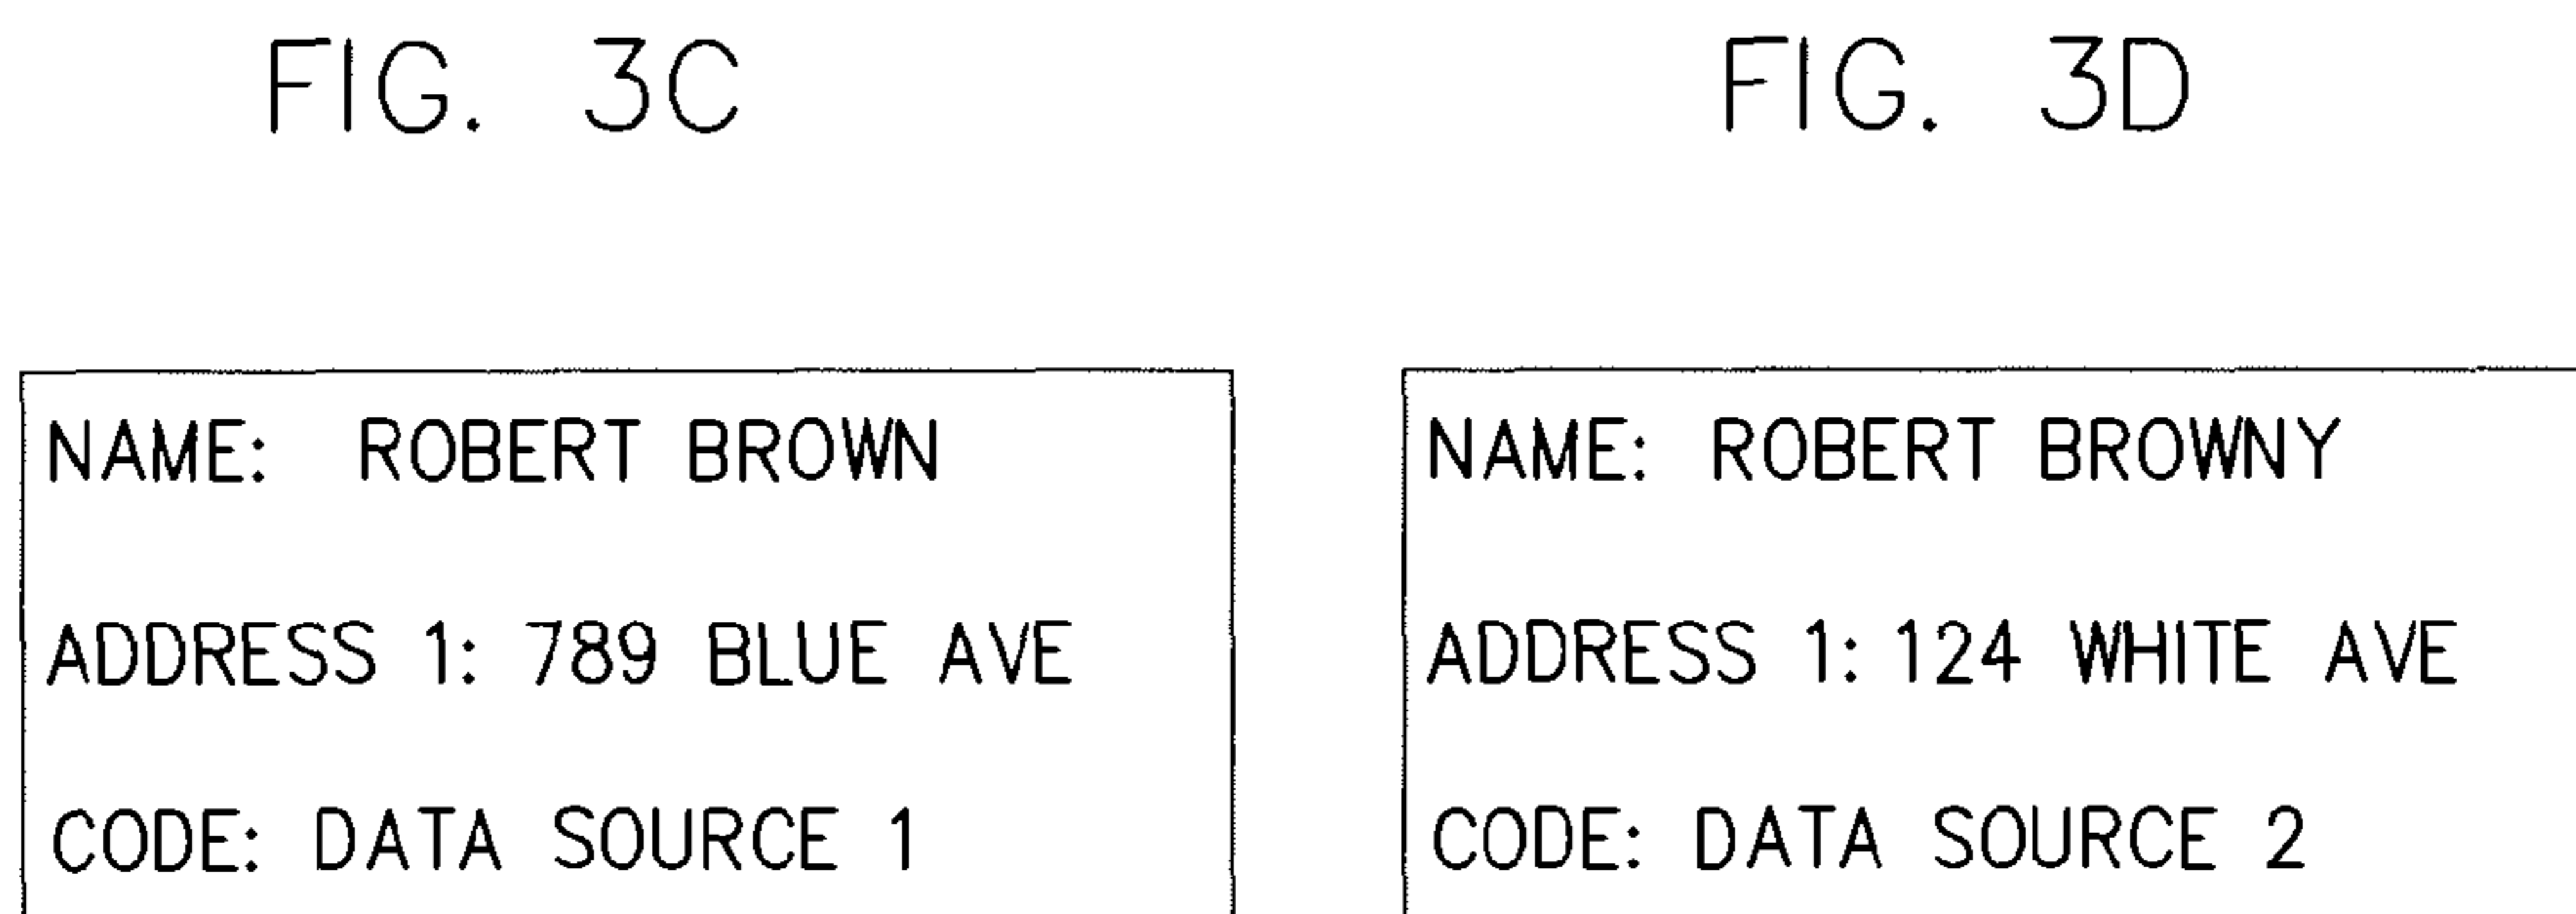 FIG. 3C
NAME: ROBERT BROWN
ADDRESS 1: 789 BLUE AVE
CODE: DATA SOURCE 1
FIG. 3D
NAME: ROBERT BROWNY
ADDRESS 1: 124 WHITE AVE
CODE: DATA SOURCE 2